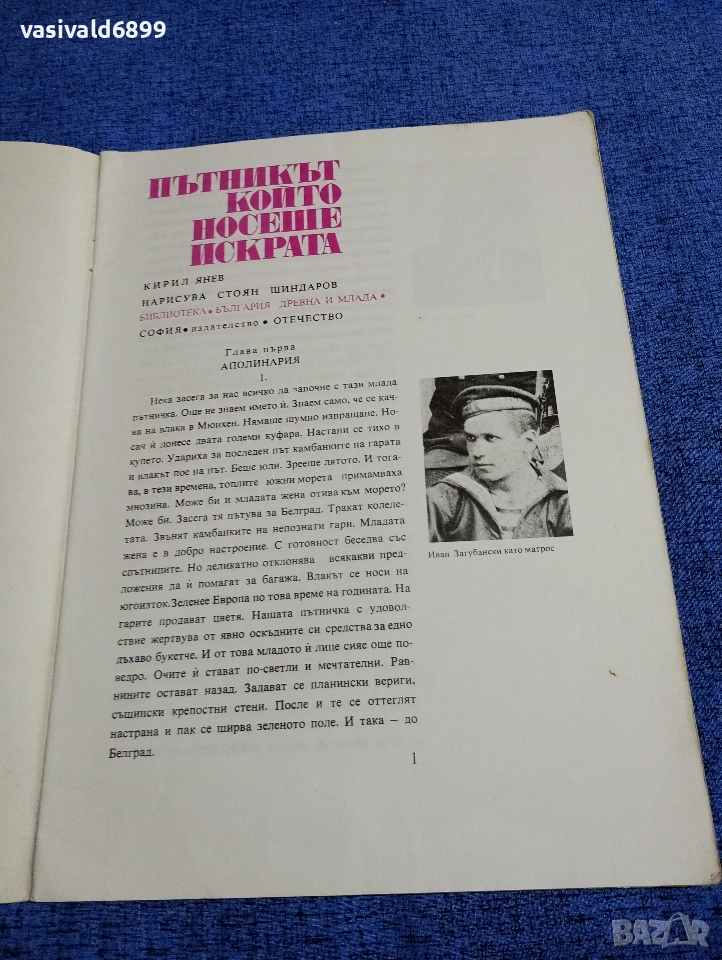 vasivald6899
ПЪТНИКЪТ
КОЙТО
НОСЕШЕ
ИСКРАТА
КИРИЛ ЯНЕВ
НАРИСУВА СТОЯН ШИНДАРОВ
БИБЛИОТЕКА • БЪЛГАРИЯ ДРЕВНА И МЛАДА •
СОФИЯ • издателство • ОТЕЧЕСТВО
Глава първа
АПОЛИНАРИЯ
1.
Нека засега за нас всичко да започне с тази млада
пътничка. Още не знаем името ѝ. Знаем само, че се кач-
ва на влака в Мюнхен. Нямаше шумно изпращане. Но-
сач ѝ донесе двата големи куфара. Настани се тихо в
купето. Удариха за последен път камбаните на гарата
и влакът пое на път. Беше юли. Зрееше лятото. И тога-
ва, в тези времена, топлите южни морета примамваха
мнозина. Може би и младата жена отива към морето?
Може би. Засега тя пътува за Белград. Тракат колеле-
тата. Звънят камбаните на непознати гари. Младата
жена е в добро настроение. С готовност беседва със
спътниците. Но деликатно отклонява всякакви пред-
ложения да ѝ помагат за багажа. Влакът се носи на
югоизток. Зеленее Европа по това време на годината. На
гарите продават цветя. Нашата пътничка с удовол-
ствие жертвува от явно оскъдните си средства за едно
дъхаво букетче. И от това младото ѝ лице сияе още по-
ведро. Очите ѝ стават по-светли и мечтателни. Рав-
нините остават назад. Задават се планински вериги,
същински крепостни стени. После и те се оттеглят
настрана и пак се ширва зеленото поле. И така – до
Белград.
1
Иван Загубански като матрос
BAZAR